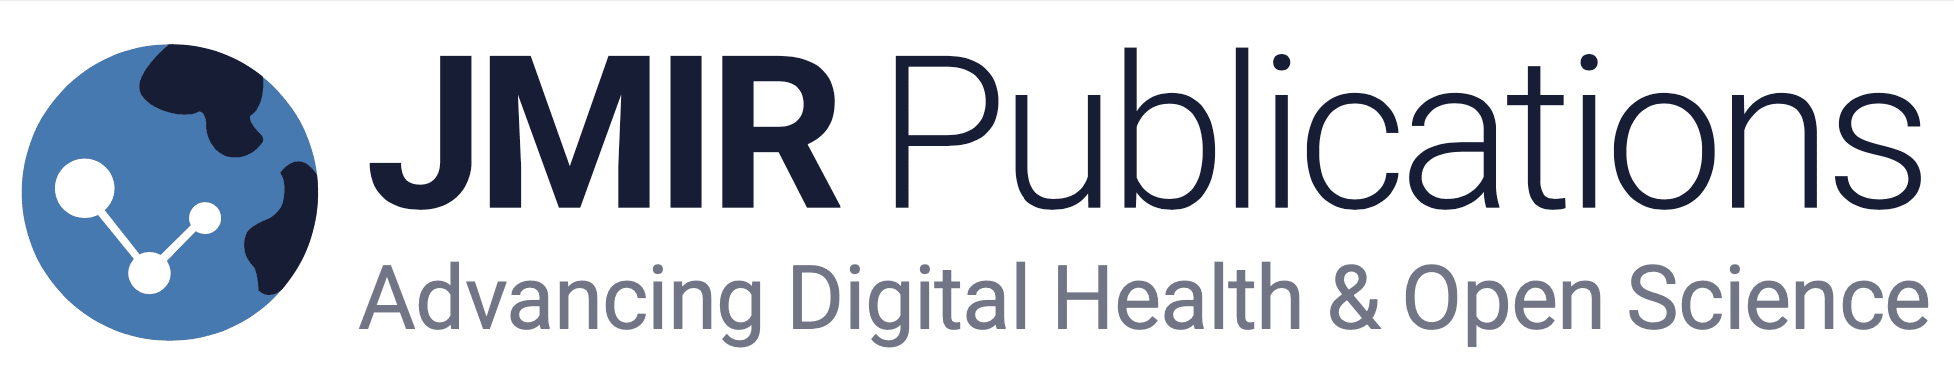 JMIR Publications
Advancing Digital Health & Open Science